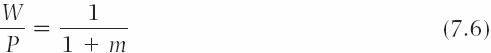 W/P = 1/(1 + m) (7.6)